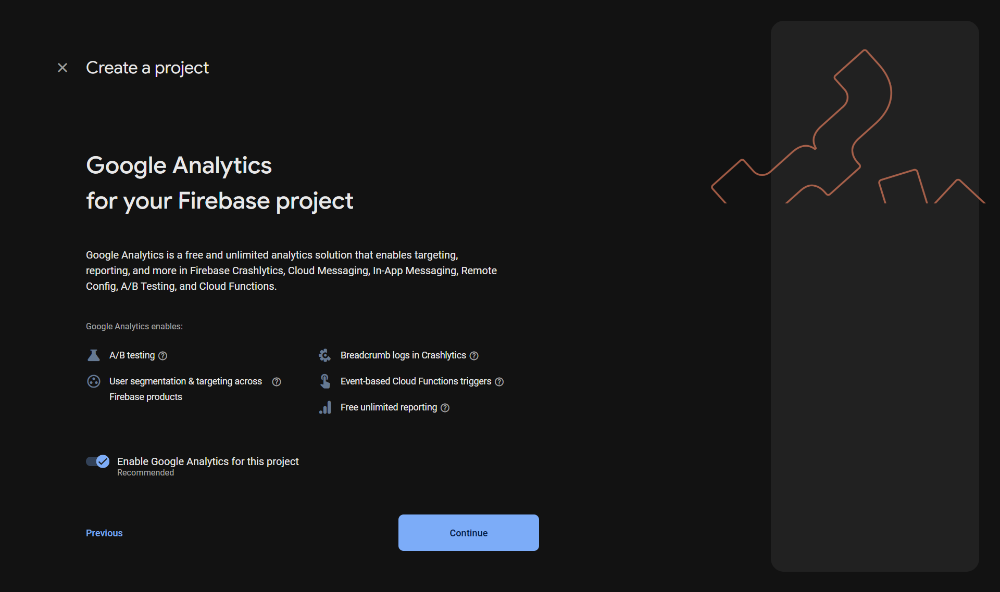 Create a project
Google Analytics
for your Firebase project
Google Analytics is a free and unlimited analytics solution that enables targeting,
reporting, and more in Firebase Crashlytics, Cloud Messaging, In-App Messaging, Remote
Config, A/B Testing, and Cloud Functions.
Google Analytics enables:
A/B testing
User segmentation & targeting across
Firebase products
Breadcrumb logs in Crashlytics
Event-based Cloud Functions triggers
Free unlimited reporting
Enable Google Analytics for this project
Recommended
Previous
Continue